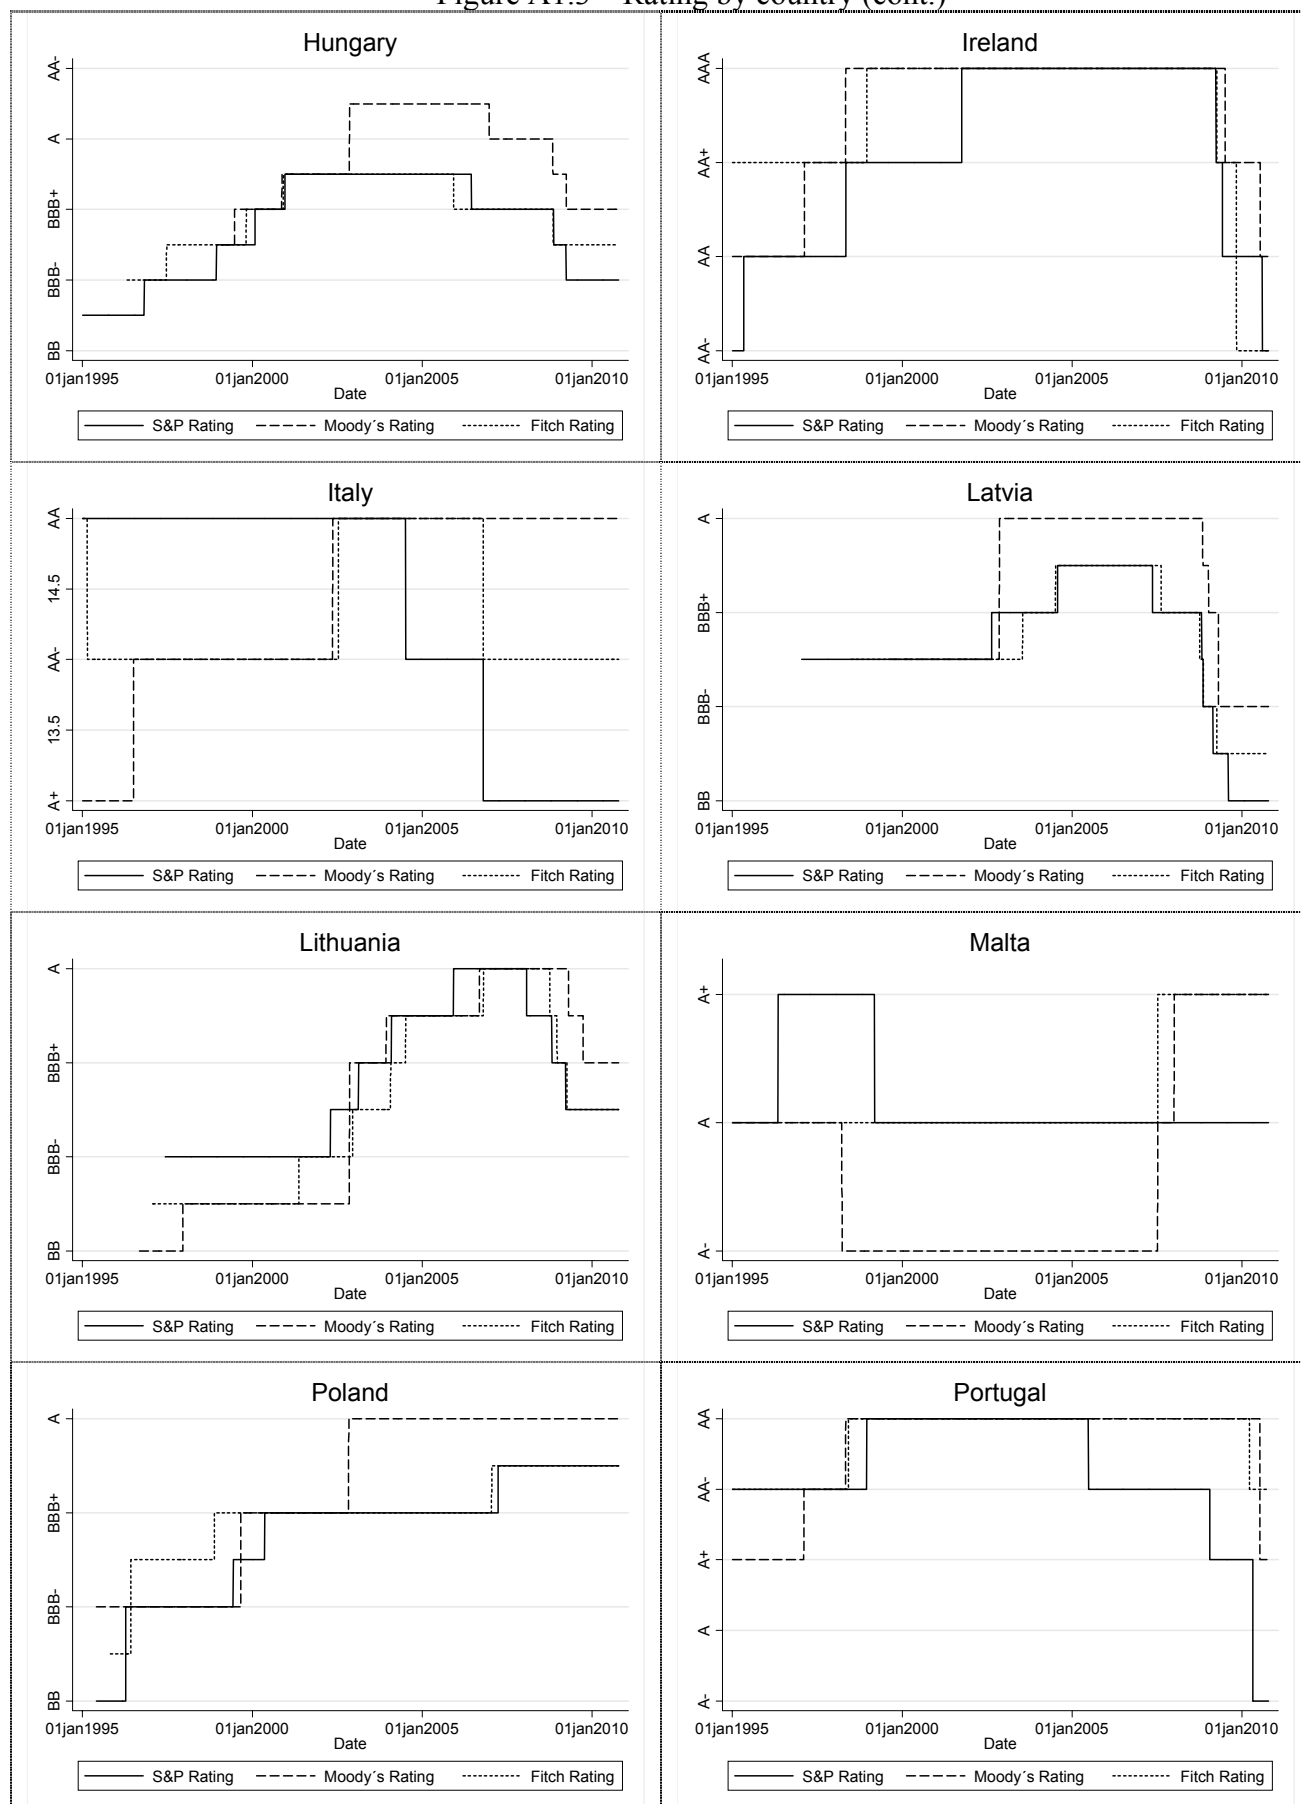 Figure A1.3 – Rating by country (cont.)
Hungary
AA-
A
BBB+
BBB-
BB
01jan1995 01jan2000 01jan2005 01jan2010
Date
S&P Rating Moody´s Rating Fitch Rating
Ireland
AAA
AA+
AA
AA-
01jan1995 01jan2000 01jan2005 01jan2010
Date
S&P Rating Moody´s Rating Fitch Rating
Italy
AA
14.5
AA-
13.5
A+
01jan1995 01jan2000 01jan2005 01jan2010
Date
S&P Rating Moody´s Rating Fitch Rating
Latvia
A
BBB+
BBB-
BB
01jan1995 01jan2000 01jan2005 01jan2010
Date
S&P Rating Moody´s Rating Fitch Rating
Lithuania
A
BBB+
BBB-
BB
01jan1995 01jan2000 01jan2005 01jan2010
Date
S&P Rating Moody´s Rating Fitch Rating
Malta
A+
A
A-
01jan1995 01jan2000 01jan2005 01jan2010
Date
S&P Rating Moody´s Rating Fitch Rating
Poland
A
BBB+
BBB-
BB
01jan1995 01jan2000 01jan2005 01jan2010
Date
S&P Rating Moody´s Rating Fitch Rating
Portugal
AA
AA-
A+
A
A-
01jan1995 01jan2000 01jan2005 01jan2010
Date
S&P Rating Moody´s Rating Fitch Rating